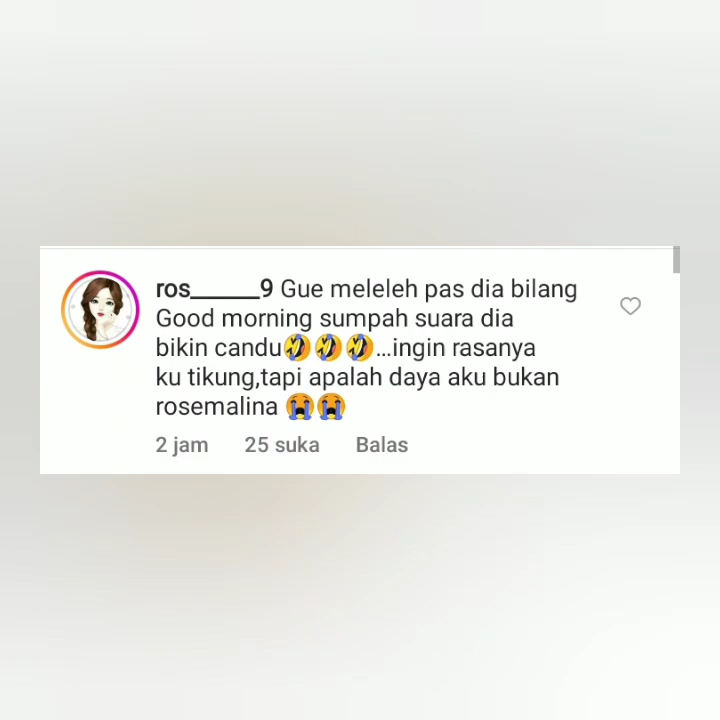 ros______9 Gue meleleh pas dia bilang
Good morning sumpah suara dia
bikin candu🤣🤣🤣...ingin rasanya
ku tikung,tapi apalah daya aku bukan
rosemalina 😭😭
2 jam 25 suka Balas